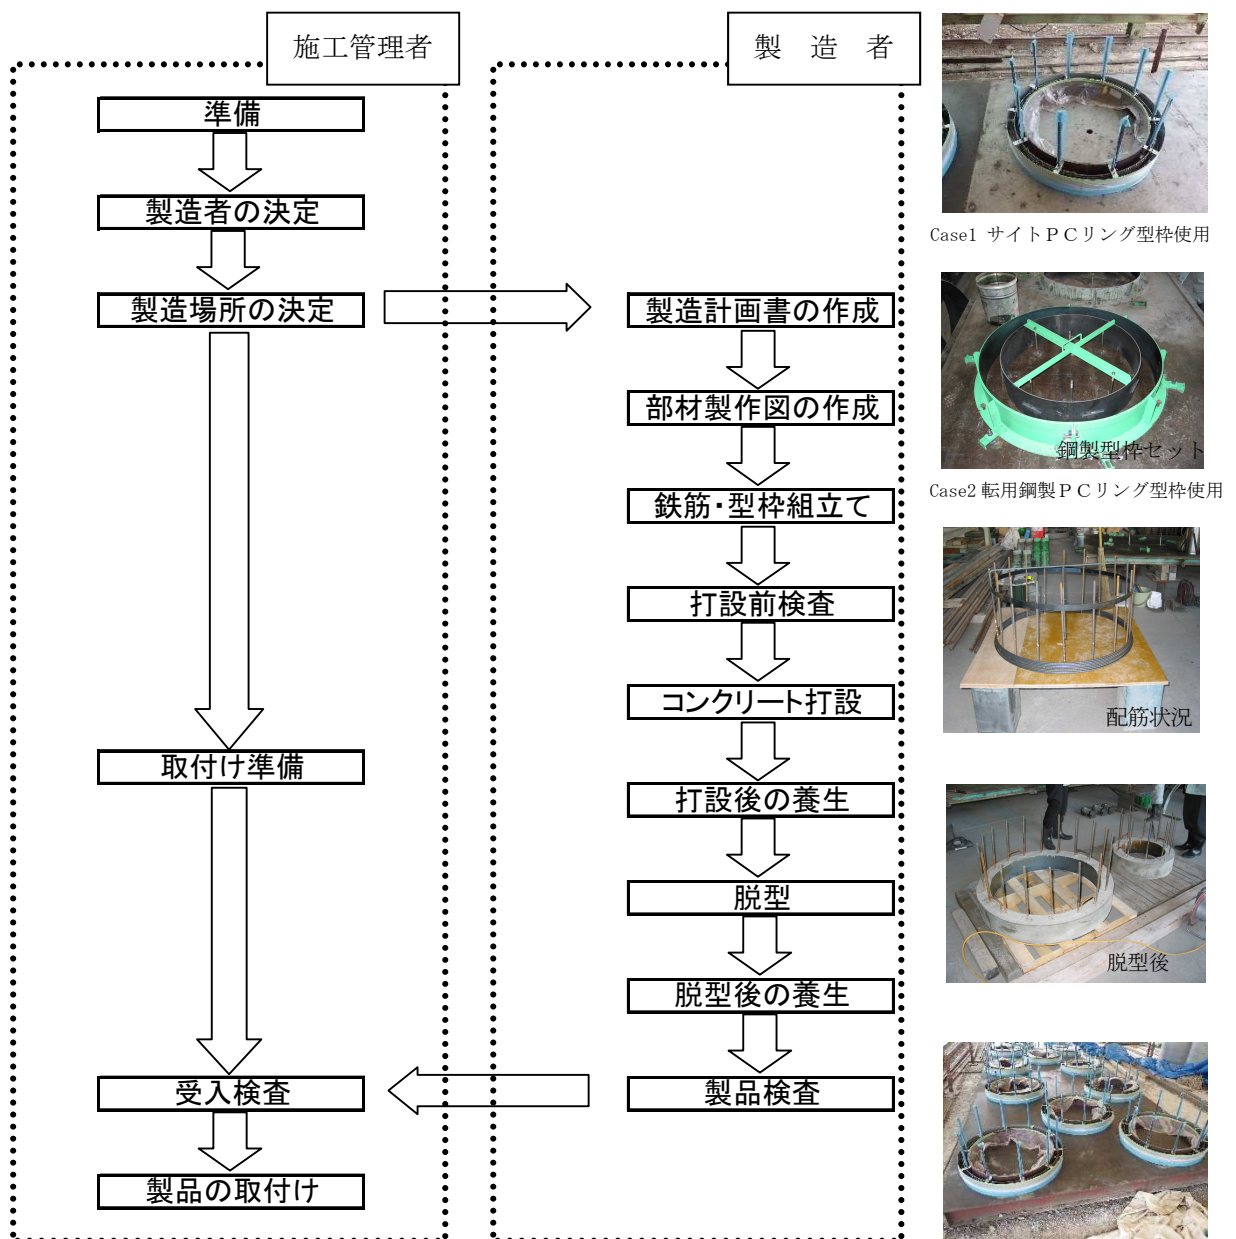 施工管理者
準備
製造者の決定
製造場所の決定
取付け準備
受入検査
製品の取付け
製 造 者
製造計画書の作成
部材製作図の作成
鉄筋・型枠組立て
打設前検査
コンクリート打設
打設後の養生
脱型
脱型後の養生
製品検査
Case1 サイトＰＣリング型枠使用
鋼製型枠セット
Case2 転用鋼製ＰＣリング型枠使用
配筋状況
脱型後